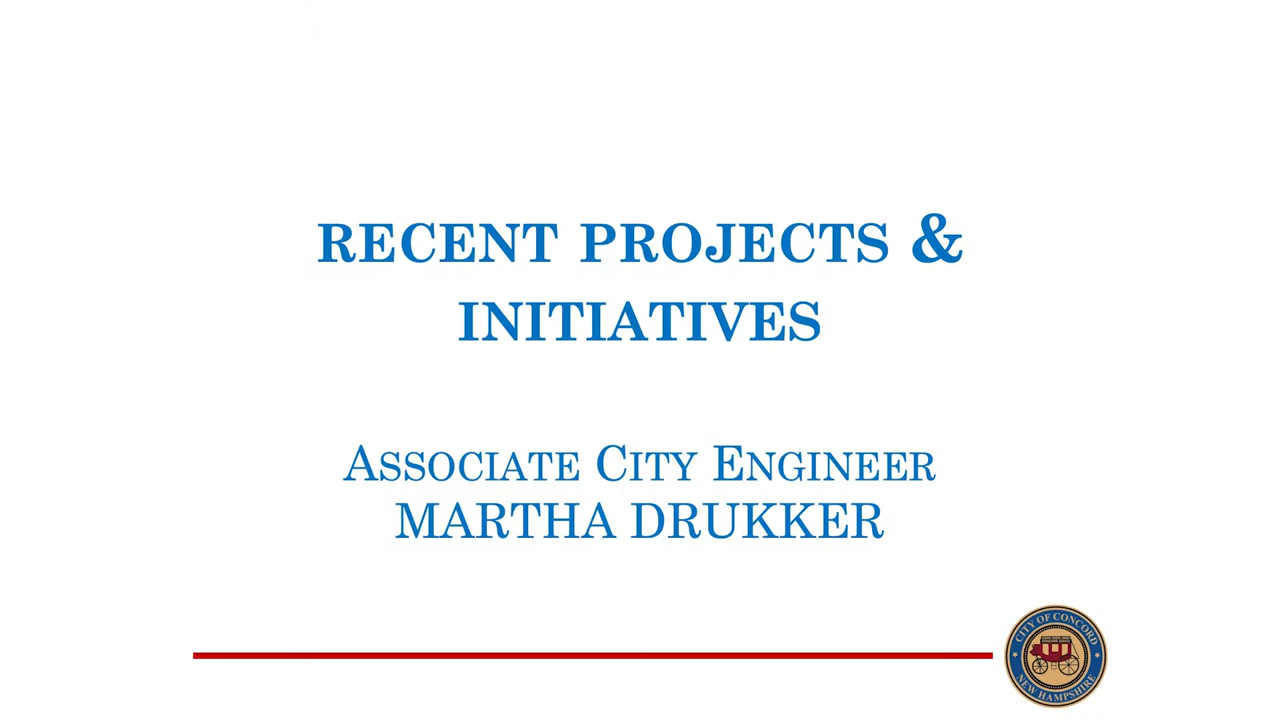 RECENT PROJECTS &
INITIATIVES
ASSOCIATE CITY ENGINEER
MARTHA DRUKKER
CITY OF CONCORD
NEW HAMPSHIRE